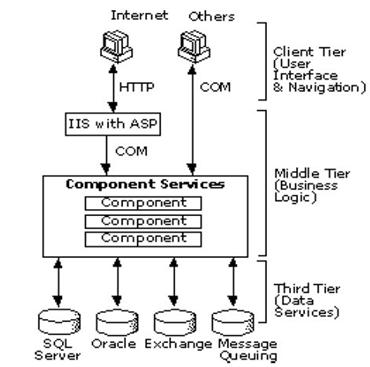 Internet
Others
Client Tier
(User
Interface
& Navigation)
HTTP
COM
IIS with ASP
COM
Middle Tier
(Business
Logic)
Component Services
Component
Component
Component
Third Tier
(Data
Services)
SQL
Server
Oracle
Exchange
Message
Queuing